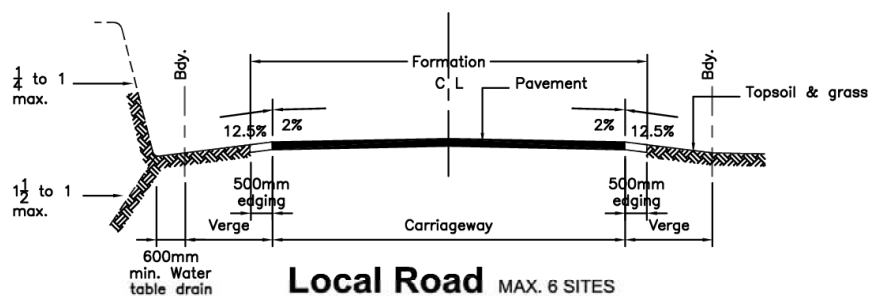 Formation
C L
Bdy.
Bdy.
Pavement
Topsoil & grass
1/4 to 1
max.
12.5%
2%
2%
12.5%
1 1/2 to 1
max.
500mm
edging
500mm
edging
Verge
Carriageway
Verge
600mm
min. Water
table drain
Local Road MAX. 6 SITES